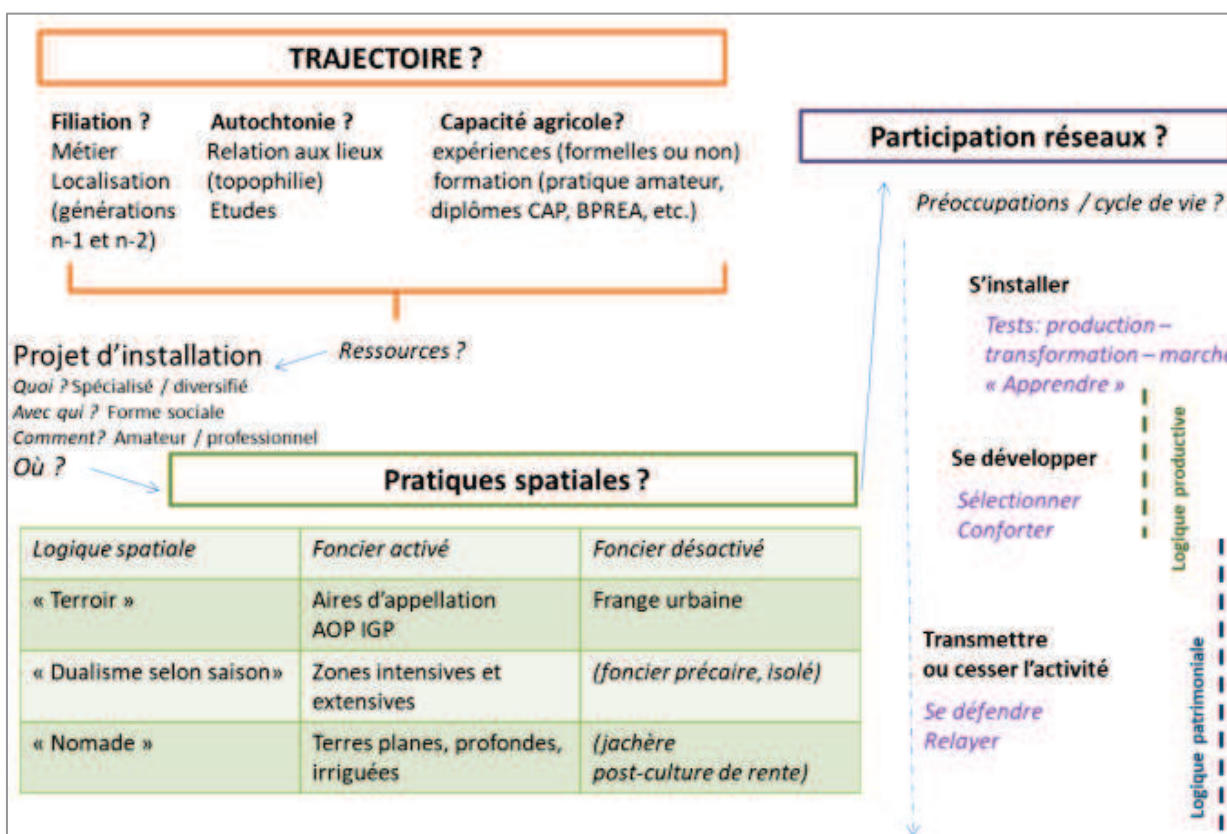 TRAJECTOIRE ?
Filiation ?
Métier
Localisation
(générations
n-1 et n-2)
Autochtonie ?
Relation aux lieux
(topophilie)
Etudes
Capacité agricole?
expériences (formelles ou non)
formation (pratique amateur,
diplômes CAP, BPREA, etc.)
Ressources ?
Projet d'installation
Quoi ? Spécialisé / diversifié
Avec qui ? Forme sociale
Comment? Amateur / professionnel
Où ?
Pratiques spatiales ?
Logique spatiale
Foncier activé
Foncier désactivé
« Terroir »
Aires d'appellation
AOP IGP
Frange urbaine
« Dualisme selon saison»
Zones intensives et
extensives
(foncier précaire, isolé)
« Nomade »
Terres planes, profondes,
irriguées
(jachère
post-culture de rente)
Participation réseaux ?
Préoccupations / cycle de vie ?
S'installer
Tests: production –
transformation – marche
« Apprendre »
Se développer
Sélectionner
Conforter
Transmettre
ou cesser l'activité
Se défendre
Relayer
Logique productive
Logique patrimoniale